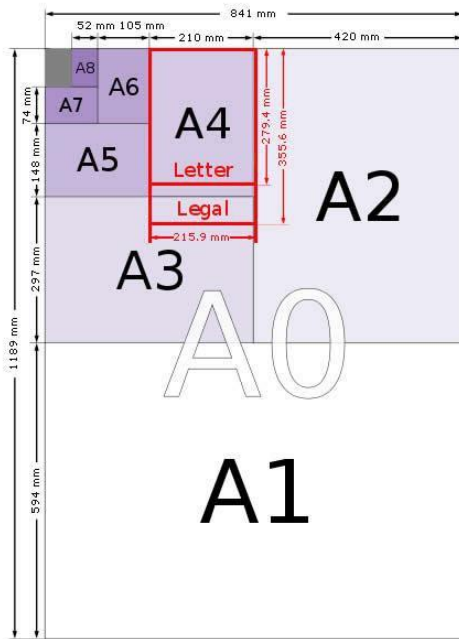 841 mm
52 mm 105 mm 210 mm 420 mm
A8
A7
A6
A5
A4
Letter
Legal
215.9 mm
279.4 mm
355.6 mm
A2
A3
A0
A1
74 mm
148 mm
297 mm
594 mm
1189 mm